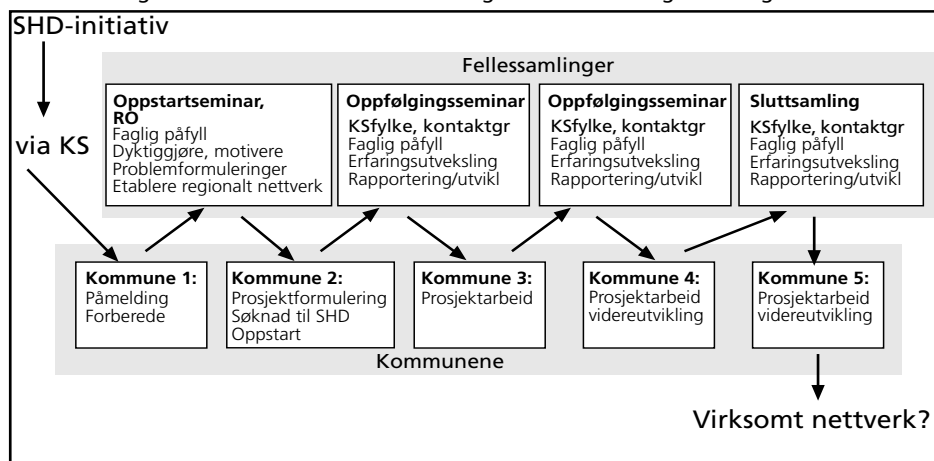 SHD-initiativ
via KS
Fellessamlinger
Oppstartseminar,
RO
Faglig påfyll
Dyktiggjøre, motivere
Problemformuleringer
Etablere regionalt nettverk
Oppfølgingsseminar
KSfylke, kontaktgr
Faglig påfyll
Erfaringsutveksling
Rapportering/utvikl
Oppfølgingsseminar
KSfylke, kontaktgr
Faglig påfyll
Erfaringsutveksling
Rapportering/utvikl
Sluttsamling
KSfylke, kontaktgr
Faglig påfyll
Erfaringsutveksling
Rapportering/utvikl
Kommune 1:
Påmelding
Forberede
Kommune 2:
Prosjektformulering
Søknad til SHD
Oppstart
Kommune 3:
Prosjektarbeid
Kommune 4:
Prosjektarbeid
videreutvikling
Kommune 5:
Prosjektarbeid
videreutvikling
Kommunene
Virksomt nettverk?